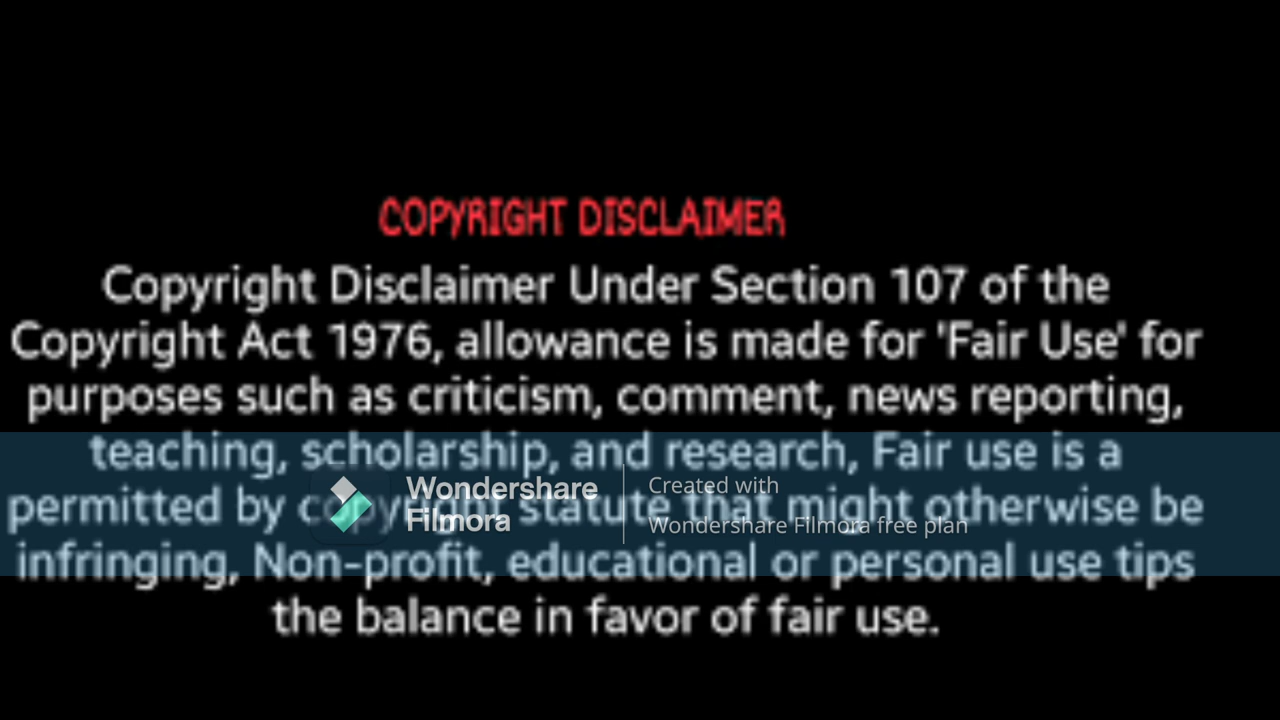 COPYRIGHT DISCLAIMER
Copyright Disclaimer Under Section 107 of the
Copyright Act 1976, allowance is made for 'Fair Use' for
purposes such as criticism, comment, news reporting,
teaching, scholarship, and research, Fair use is a
permitted by copyright statute that might otherwise be
infringing, Non-profit, educational or personal use tips
the balance in favor of fair use.
Wondershare
Filmora
Created with
Wondershare Filmora free plan